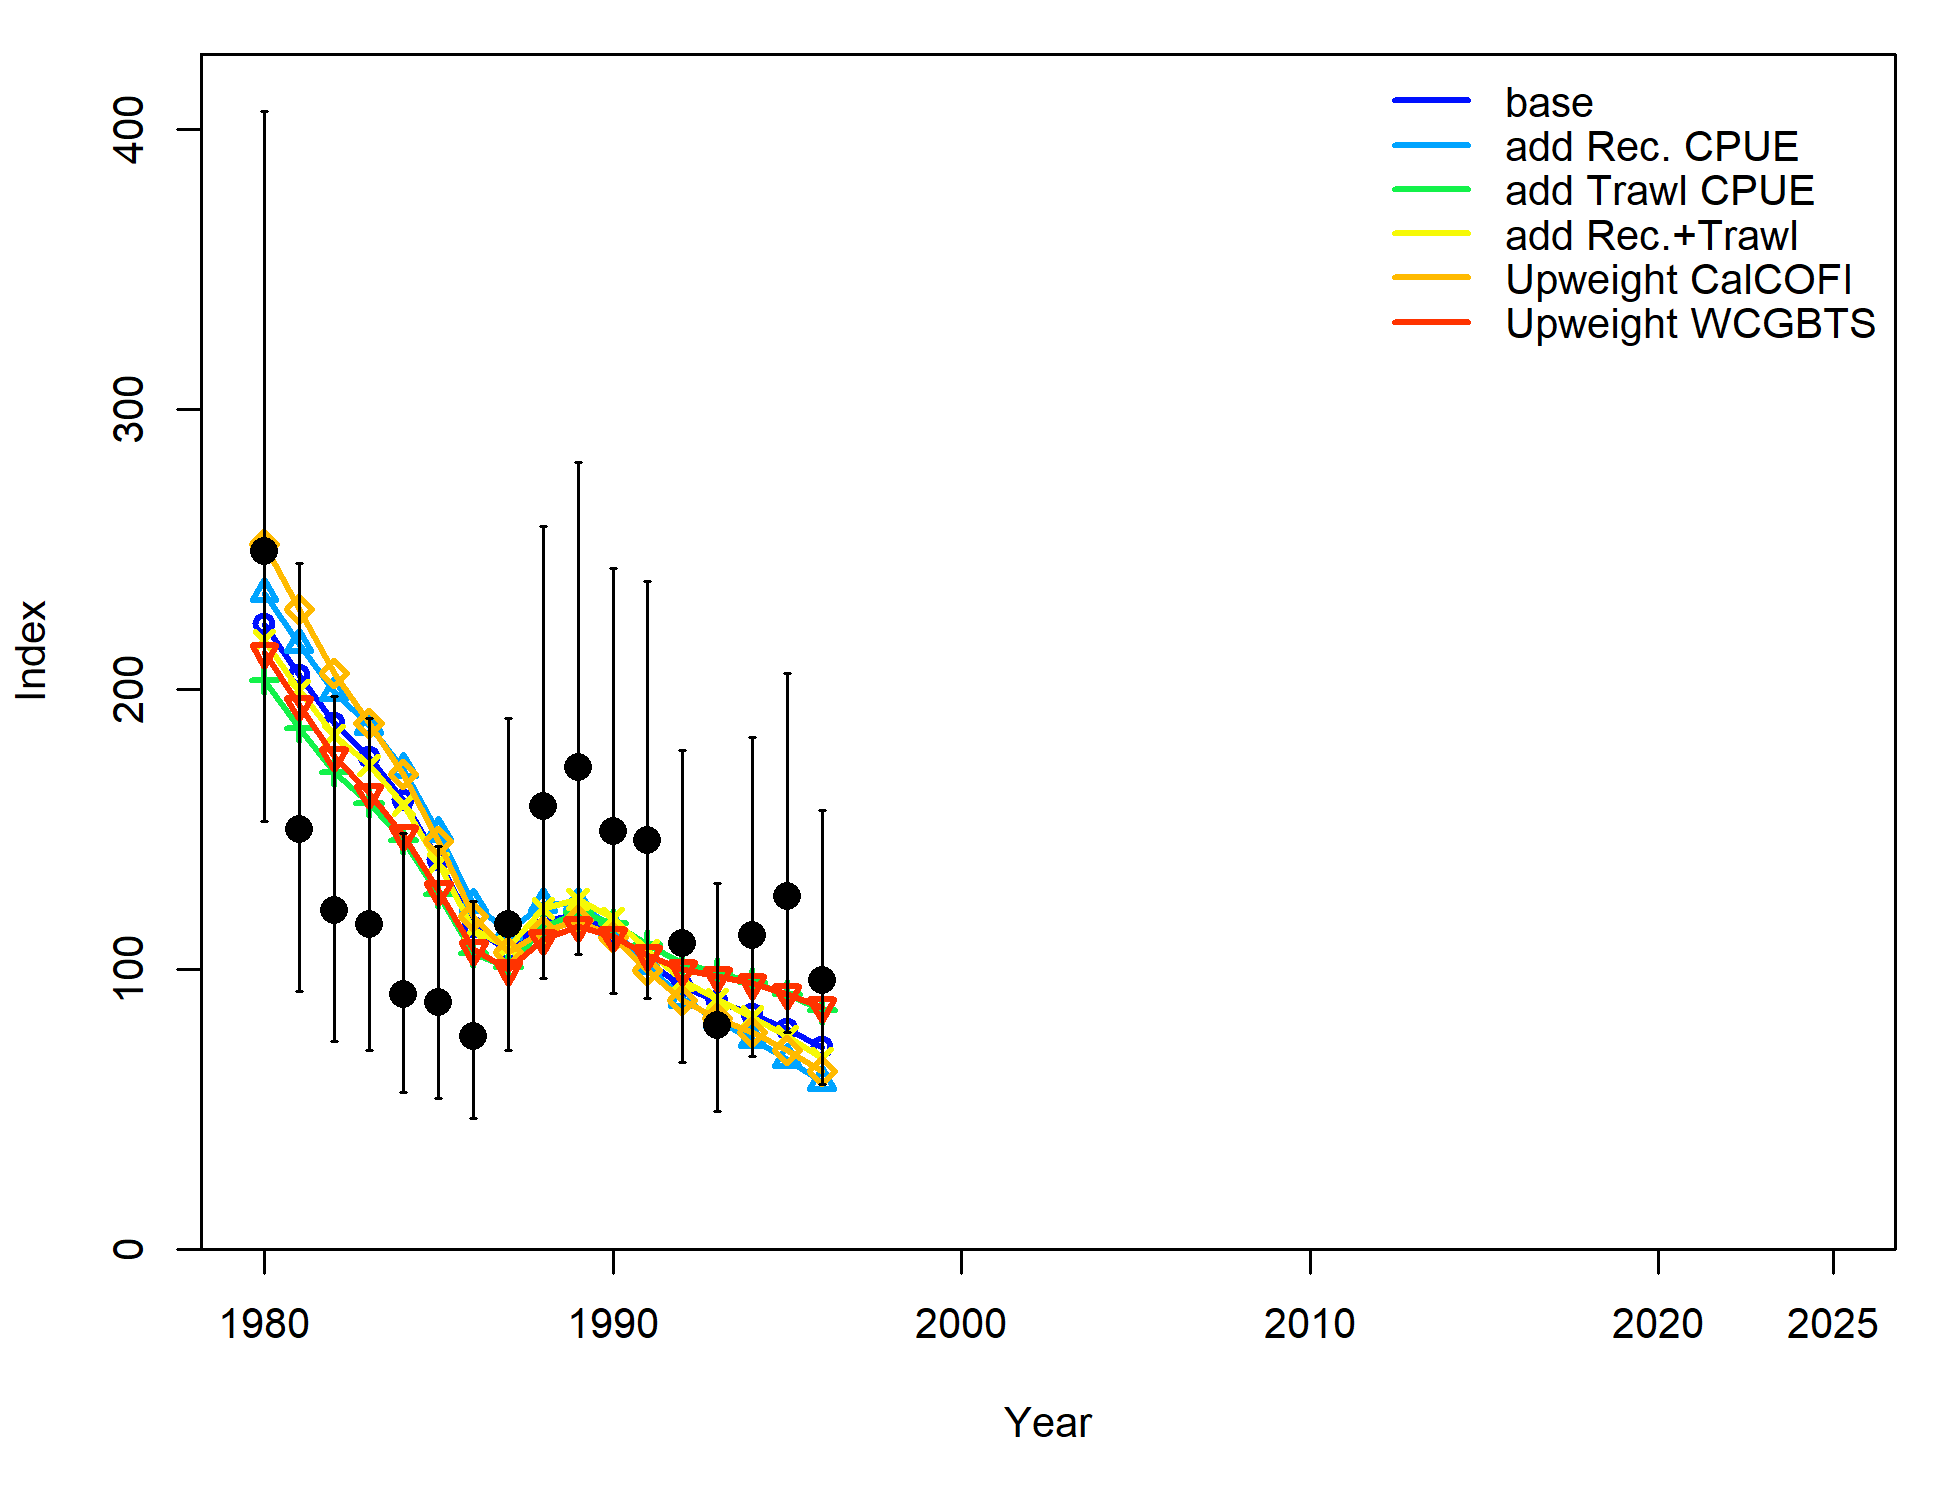 400
300
200
100
0
Index
base
add Rec. CPUE
add Trawl CPUE
add Rec.+Trawl
Upweight CalCOFI
Upweight WCGBTS
1980 1990 2000 2010 2020 2025
Year